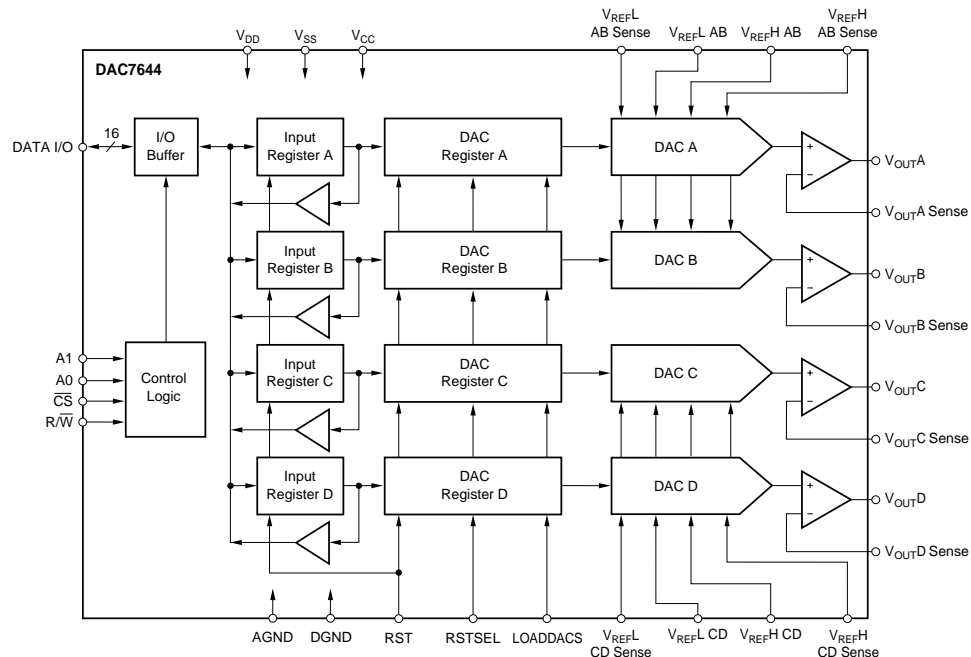 VREFL
AB Sense
VREFL AB
VREFH AB
VREFH
AB Sense
VDD
VSS
VCC
DAC7644
DATA I/O
16
I/O
Buffer
Input
Register A
DAC
Register A
DAC A
+
–
VOUTA
VOUTA Sense
Input
Register B
DAC
Register B
DAC B
+
–
VOUTB
VOUTB Sense
A1
A0
CS
R/W
Control
Logic
Input
Register C
DAC
Register C
DAC C
+
–
VOUTC
VOUTC Sense
Input
Register D
DAC
Register D
DAC D
+
–
VOUTD
VOUTD Sense
AGND
DGND
RST
RSTSEL
LOADDACS
VREFL
CD Sense
VREFL CD
VREFH CD
VREFH
CD Sense